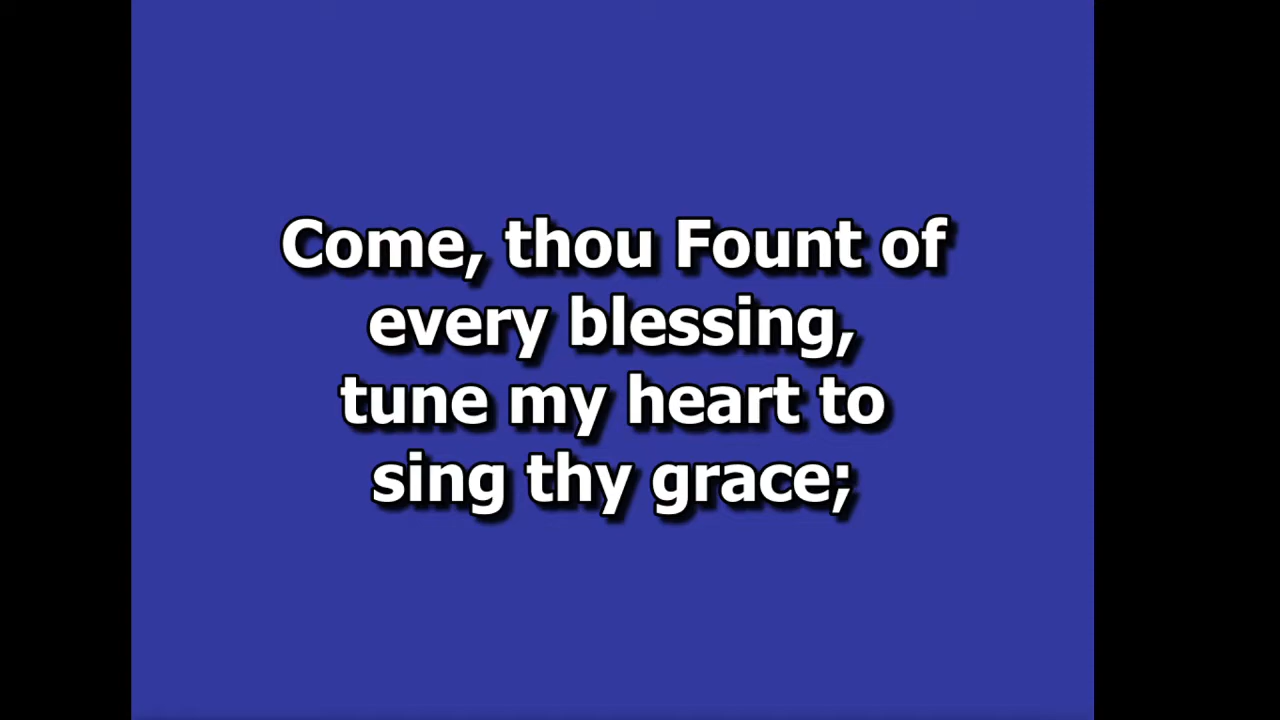 Come, thou Fount of
every blessing,
tune my heart to
sing thy grace;